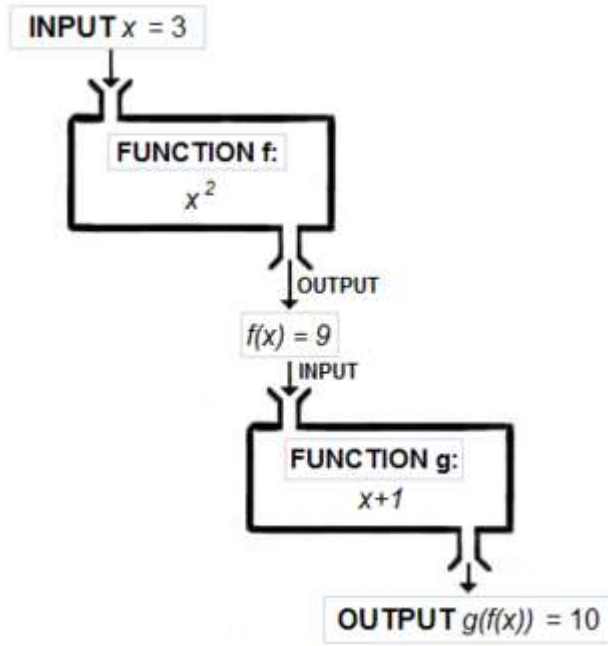 INPUT x = 3
FUNCTION f:
x²
OUTPUT
f(x) = 9
INPUT
FUNCTION g:
x+1
OUTPUT g(f(x)) = 10